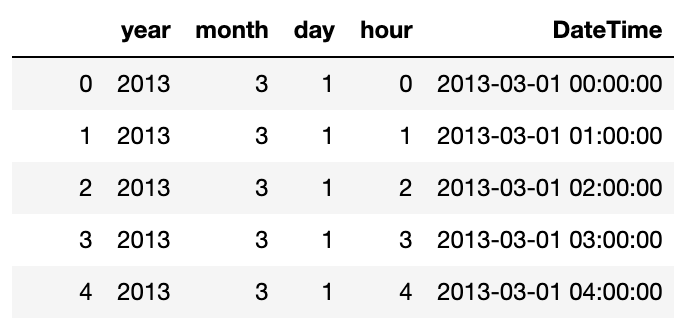 year month day hour DateTime
0 2013 3 1 0 2013-03-01 00:00:00
1 2013 3 1 1 2013-03-01 01:00:00
2 2013 3 1 2 2013-03-01 02:00:00
3 2013 3 1 3 2013-03-01 03:00:00
4 2013 3 1 4 2013-03-01 04:00:00